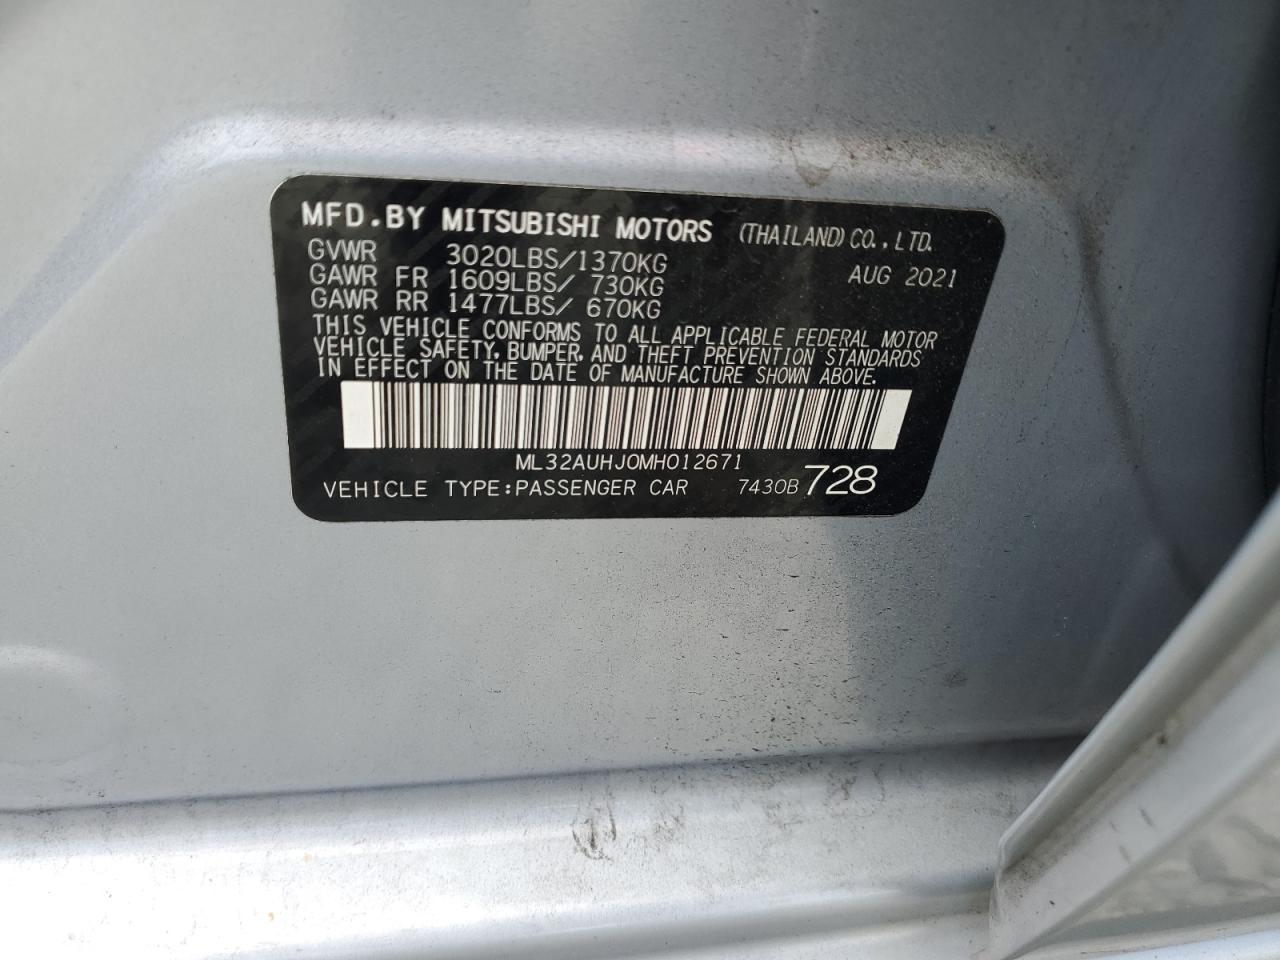 MFD.BY MITSUBISHI MOTORS (THAILAND) CO., LTD.
GVWR 3020LBS/1370KG AUG 2021
GAWR FR 1609LBS/ 730KG
GAWR RR 1477LBS/ 670KG
THIS VEHICLE CONFORMS TO ALL APPLICABLE FEDERAL MOTOR
VEHICLE SAFETY, BUMPER, AND THEFT PREVENTION STANDARDS
IN EFFECT ON THE DATE OF MANUFACTURE SHOWN ABOVE.
ML32AUHJ0MH012671
VEHICLE TYPE:PASSENGER CAR 7430B 728